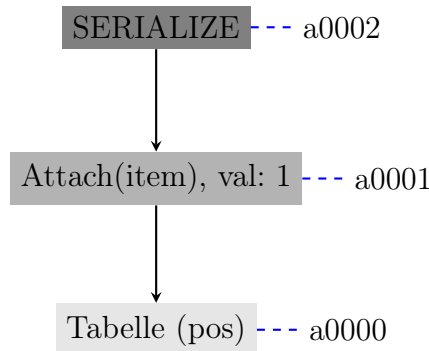 SERIALIZE a0002
Attach(item), val: 1 a0001
Tabelle (pos) a0000